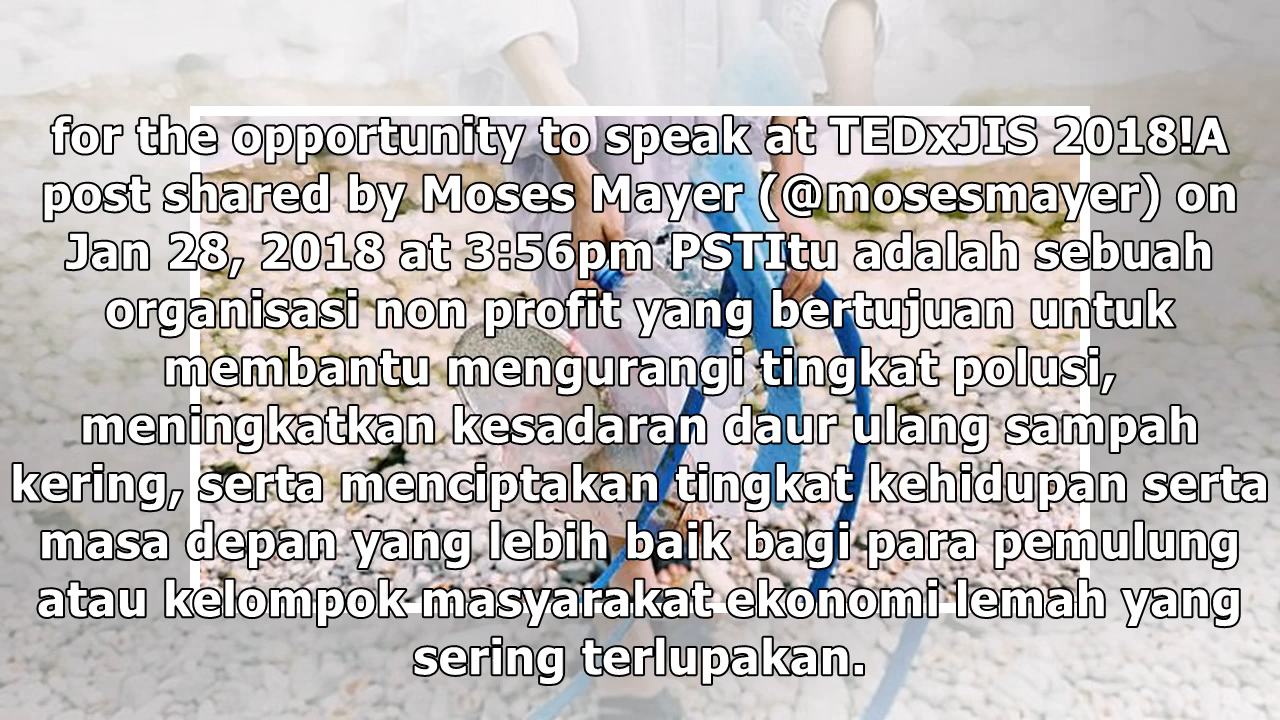 for the opportunity to speak at TEDxJIS 2018!A
post shared by Moses Mayer (@mosesmayer) on
Jan 28, 2018 at 3:56pm PSTItu adalah sebuah
organisasi non profit yang bertujuan untuk
membantu mengurangi tingkat polusi,
meningkatkan kesadaran daur ulang sampah
kering, serta menciptakan tingkat kehidupan serta
masa depan yang lebih baik bagi para pemulung
atau kelompok masyarakat ekonomi lemah yang
sering terlupakan.